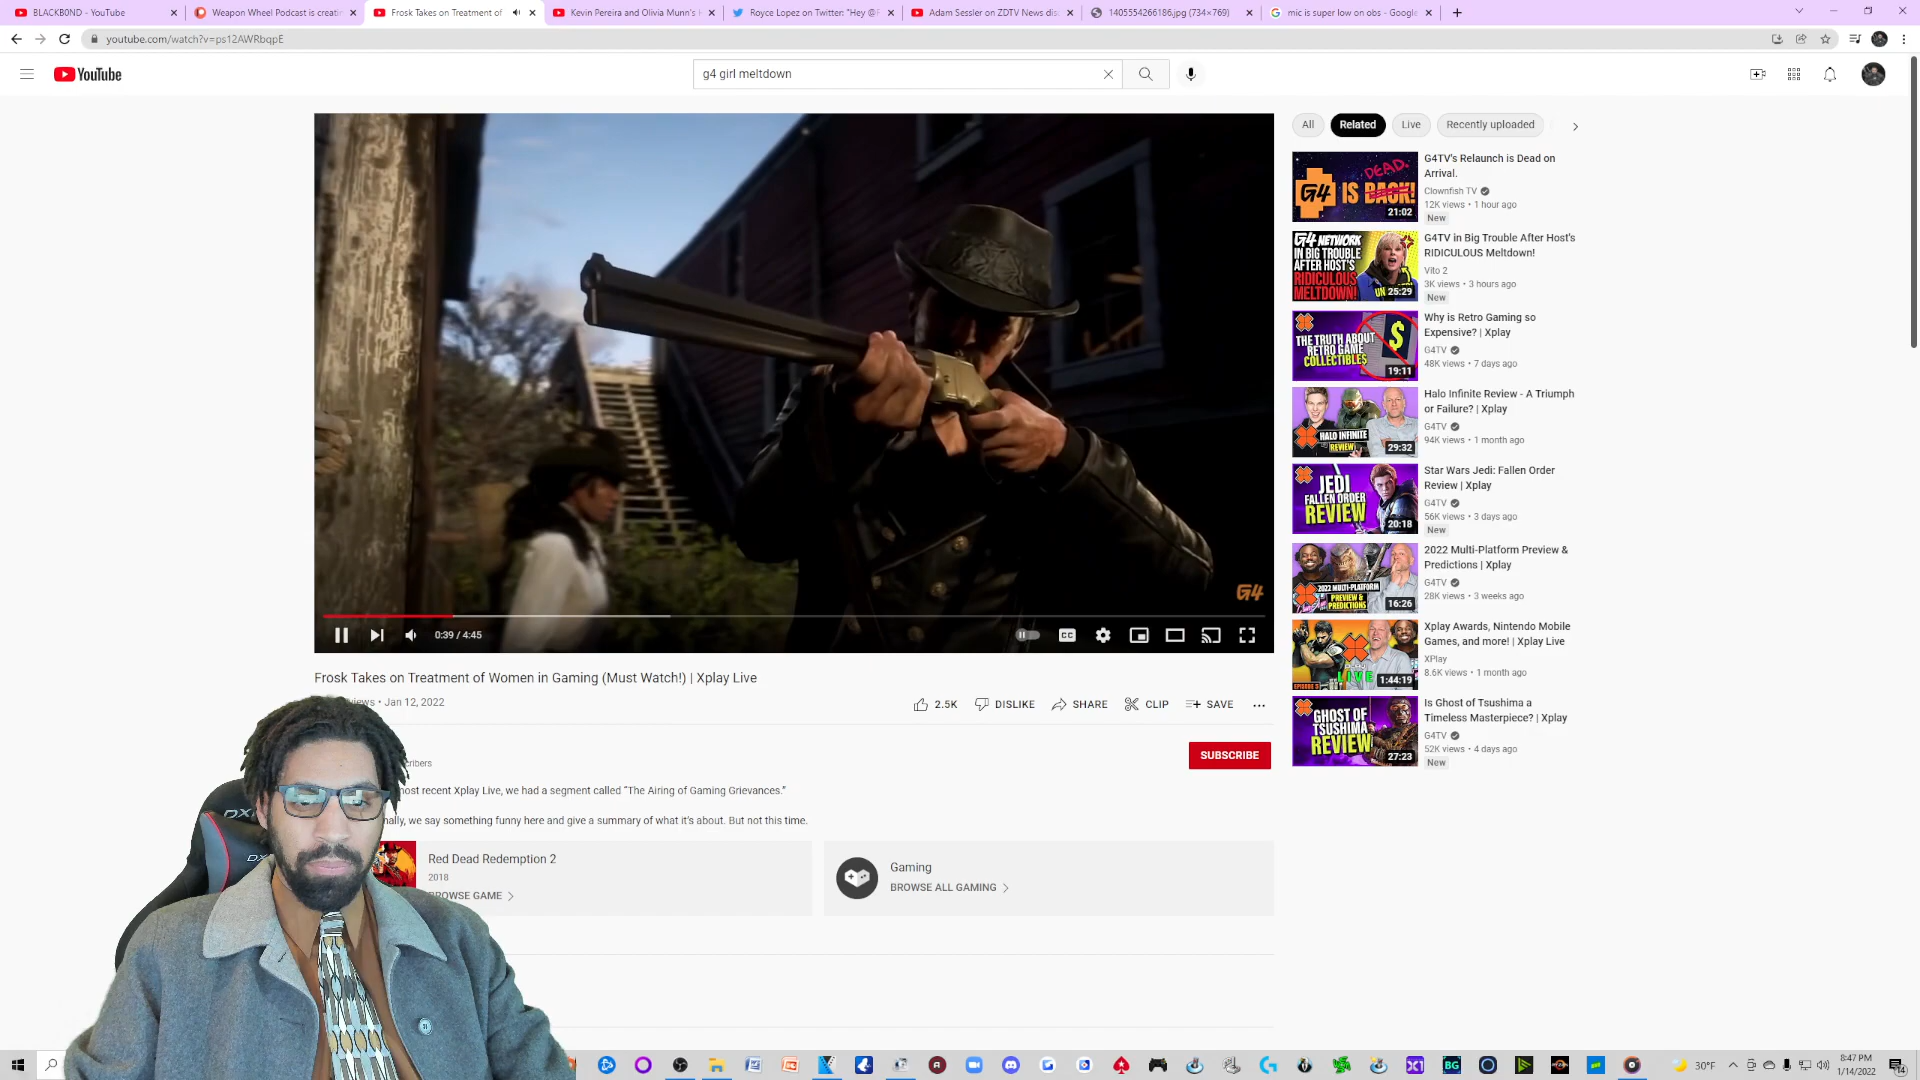 BLACKB0ND - YouTube
Weapon Wheel Podcast is creatin
Frosk Takes on Treatment of
Kevin Pereira and Olivia Munn's H
Royce Lopez on Twitter: "Hey @F
Adam Sessler on ZDTV News dis
1405554266186.jpg (734×769)
mic is super low on obs - Google
youtube.com/watch?v=ps12AWRbqpE
YouTube
g4 girl meltdown
All
Related
Live
Recently uploaded
G4
IS BACK!
DEAD.
21:02
G4TV's Relaunch is Dead on
Arrival.
Clownfish TV
12K views • 1 hour ago
New
G4 NETWORK
IN BIG TROUBLE
AFTER HOST'S
RIDICULOUS
MELTDOWN!
25:29
G4TV in Big Trouble After Host's
RIDICULOUS Meltdown!
Vito 2
3K views • 3 hours ago
New
THE TRUTH ABOUT
RETRO GAME
COLLECTIBLES
19:11
Why is Retro Gaming so
Expensive? | Xplay
G4TV
48K views • 7 days ago
HALO INFINITE
REVIEW
29:32
Halo Infinite Review - A Triumph
or Failure? | Xplay
G4TV
94K views • 1 month ago
JEDI
FALLEN ORDER
REVIEW
20:18
Star Wars Jedi: Fallen Order
Review | Xplay
G4TV
56K views • 3 days ago
New
2022 MULTI-PLATFORM
PREVIEW &
PREDICTIONS
16:26
2022 Multi-Platform Preview &
Predictions | Xplay
G4TV
28K views • 3 weeks ago
LIVE
EPISODE 5
1:44:19
Xplay Awards, Nintendo Mobile
Games, and more! | Xplay Live
XPlay
8.6K views • 1 month ago
GHOST OF
TSUSHIMA
REVIEW
27:23
Is Ghost of Tsushima a
Timeless Masterpiece? | Xplay
G4TV
52K views • 4 days ago
New
G4
0:39 / 4:45
CC
Frosk Takes on Treatment of Women in Gaming (Must Watch!) | Xplay Live
views • Jan 12, 2022
2.5K
DISLIKE
SHARE
CLIP
SAVE
cribers
SUBSCRIBE
most recent Xplay Live, we had a segment called “The Airing of Gaming Grievances.”
nally, we say something funny here and give a summary of what it's about. But not this time.
Red Dead Redemption 2
2018
BROWSE GAME
Gaming
BROWSE ALL GAMING
DX
DX
BG
30°F
8:47 PM
1/14/2022